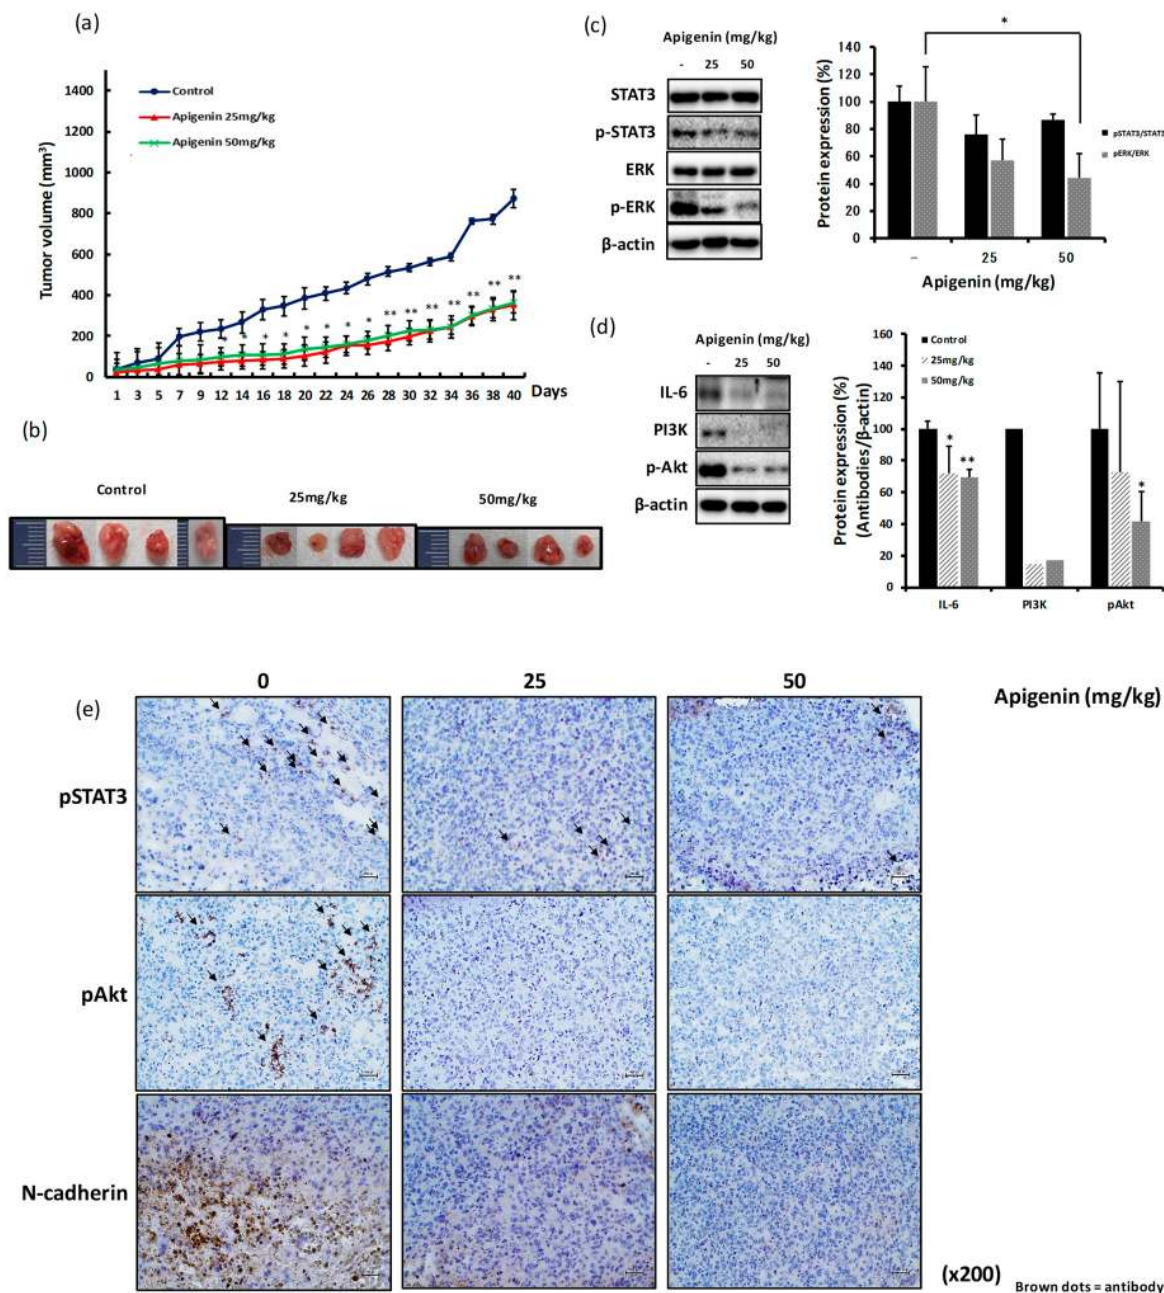 (a)
1400
1200
1000
800
600
400
200
0
Tumor volume (mm³)
Control
Apigenin 25mg/kg
Apigenin 50mg/kg
* * * * * * * * ** ** ** ** ** ** **
1 3 5 7 9 12 14 16 18 20 22 24 26 28 30 32 34 36 38 40 Days
(b)
Control 25mg/kg 50mg/kg
(c)
Apigenin (mg/kg)
- 25 50
STAT3
p-STAT3
ERK
p-ERK
β-actin
*
140
120
100
80
60
40
20
0
Protein expression (%)
pSTAT3/STAT3
pERK/ERK
– 25 50
Apigenin (mg/kg)
(d)
Apigenin (mg/kg)
- 25 50
IL-6
PI3K
p-Akt
β-actin
Control
25mg/kg
50mg/kg
160
140
120
100
80
60
40
20
0
Protein expression (%)
(Antibodies/β-actin)
* ** *
IL-6 PI3K pAkt
(e)
0 25 50 Apigenin (mg/kg)
pSTAT3
pAkt
N-cadherin
(x200)
Brown dots = antibody